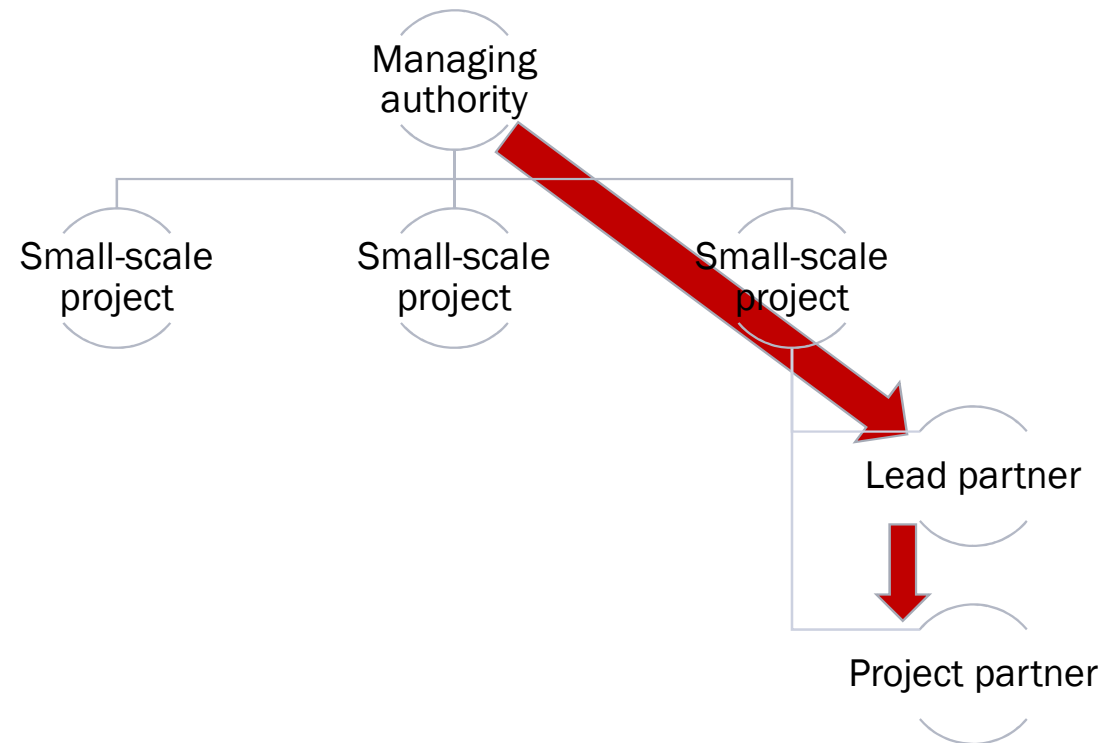 Managing
authority
Small-scale
project
Small-scale
project
Small-scale
project
Lead partner
Project partner